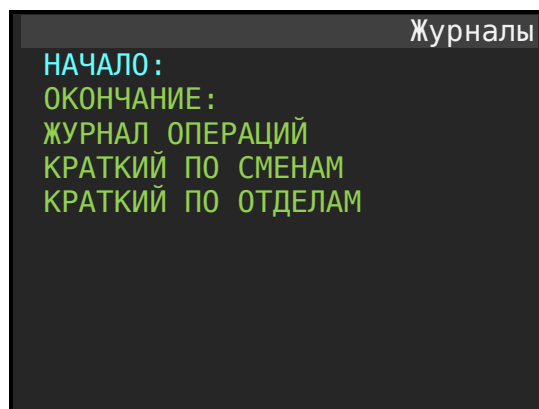 Журналы
НАЧАЛО:
ОКОНЧАНИЕ:
ЖУРНАЛ ОПЕРАЦИЙ
КРАТКИЙ ПО СМЕНАМ
КРАТКИЙ ПО ОТДЕЛАМ